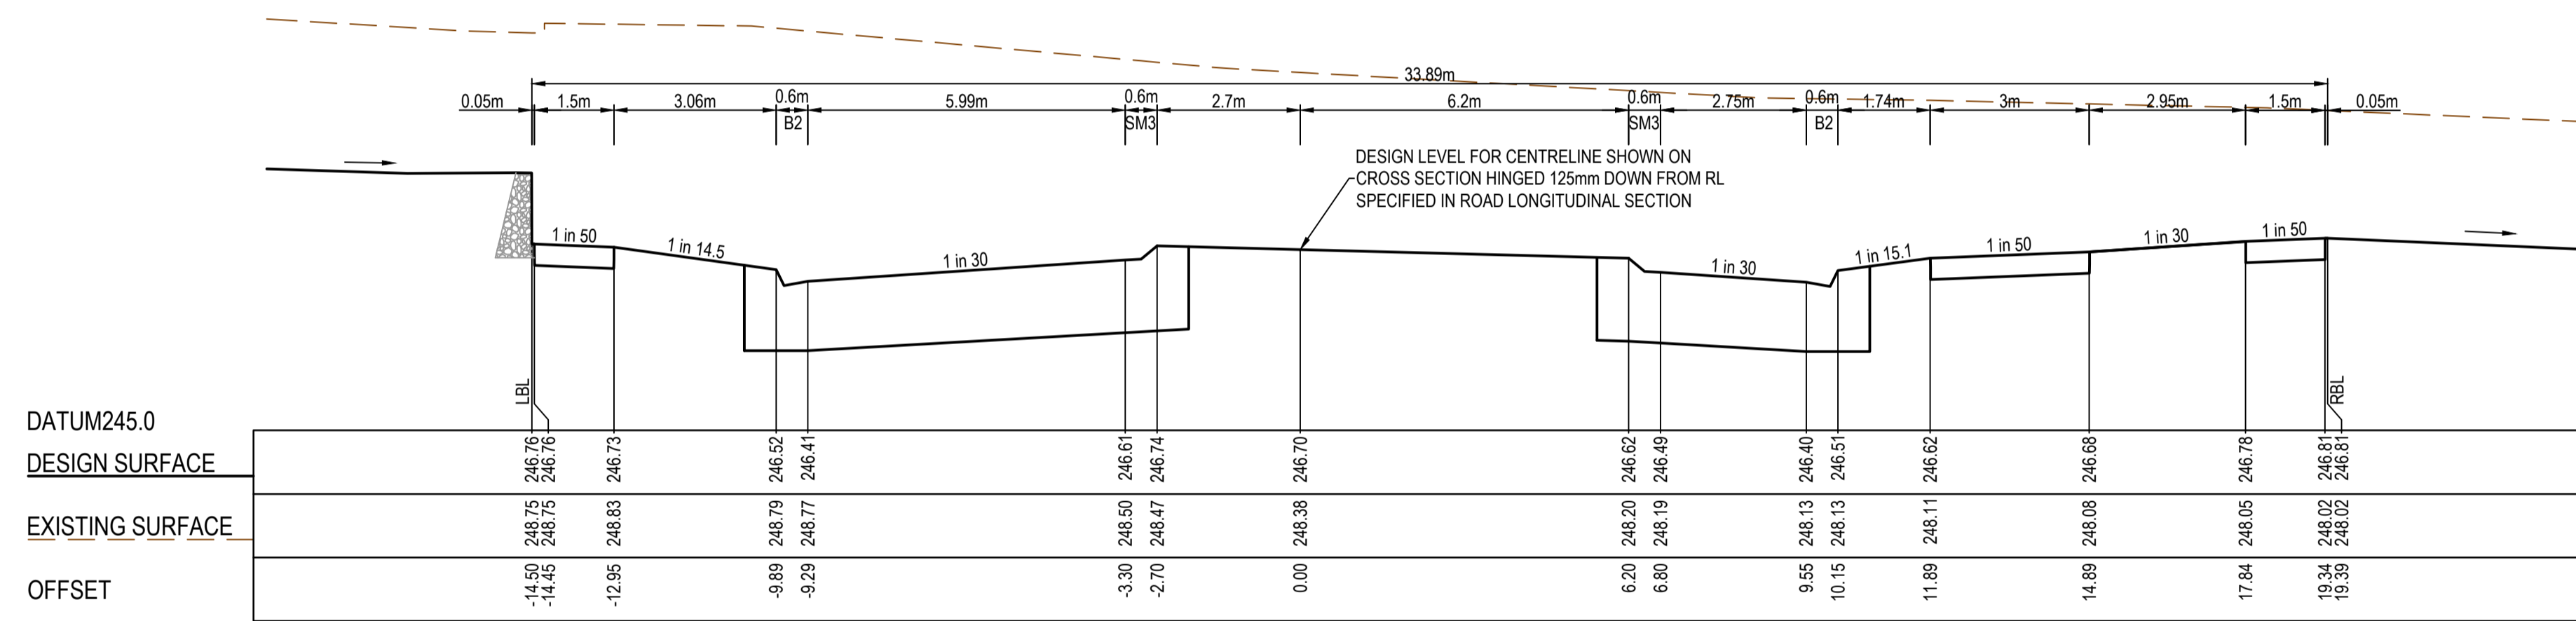 33.89m
0.05m 1.5m 3.06m 0.6m 5.99m 0.6m 2.7m 6.2m 0.6m 2.75m 0.6m 1.74m 3m 2.95m 1.5m 0.05m
B2 SM3 SM3 B2
DESIGN LEVEL FOR CENTRELINE SHOWN ON
CROSS SECTION HINGED 125mm DOWN FROM RL
SPECIFIED IN ROAD LONGITUDINAL SECTION
1 in 50 1 in 14.5 1 in 30 1 in 30 1 in 15.1 1 in 50 1 in 30 1 in 50
LBL RBL
DATUM245.0
DESIGN SURFACE 246.76 246.76 246.73 246.52 246.41 246.61 246.74 246.70 246.62 246.49 246.40 246.51 246.62 246.68 246.78 246.81 246.81
EXISTING SURFACE 248.75 248.75 248.83 248.79 248.77 248.50 248.47 248.38 248.20 248.19 248.13 248.13 248.11 248.08 248.05 248.02 248.02
OFFSET -14.50 -14.45 -12.95 -9.89 -9.29 -3.30 -2.70 0.00 6.20 6.80 9.55 10.15 11.89 14.89 17.84 19.34 19.39